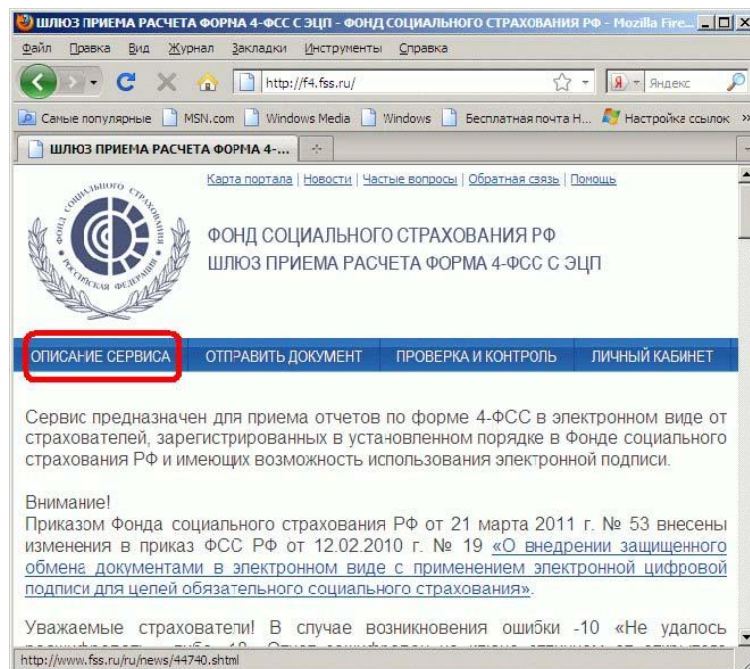 ШЛЮЗ ПРИЕМА РАСЧЕТА ФОРМА 4-ФСС С ЭЦП - ФОНД СОЦИАЛЬНОГО СТРАХОВАНИЯ РФ - Mozilla Fire...
Файл Правка Вид Журнал Закладки Инструменты Справка
http://f4.fss.ru/ Яндекс
Самые популярные MSN.com Windows Media Windows Бесплатная почта H... Настройка ссылок »
ШЛЮЗ ПРИЕМА РАСЧЕТА ФОРМА 4-...
Карта портала | Новости | Частые вопросы | Обратная связь | Помощь
ФОНД СОЦИАЛЬНОГО СТРАХОВАНИЯ
РОССИЙСКАЯ ФЕДЕРАЦИЯ
ФОНД СОЦИАЛЬНОГО СТРАХОВАНИЯ РФ
ШЛЮЗ ПРИЕМА РАСЧЕТА ФОРМА 4-ФСС С ЭЦП
ОПИСАНИЕ СЕРВИСА ОТПРАВИТЬ ДОКУМЕНТ ПРОВЕРКА И КОНТРОЛЬ ЛИЧНЫЙ КАБИНЕТ
Сервис предназначен для приема отчетов по форме 4-ФСС в электронном виде от
страхователей, зарегистрированных в установленном порядке в Фонде социального
страхования РФ и имеющих возможность использования электронной подписи.
Внимание!
Приказом Фонда социального страхования РФ от 21 марта 2011 г. № 53 внесены
изменения в приказ ФСС РФ от 12.02.2010 г. № 19 «О внедрении защищенного
обмена документами в электронном виде с применением электронной цифровой
подписи для целей обязательного социального страхования».
Уважаемые страхователи! В случае возникновения ошибки -10 «Не удалось
http://www.fss.ru/ru/news/44740.shtml